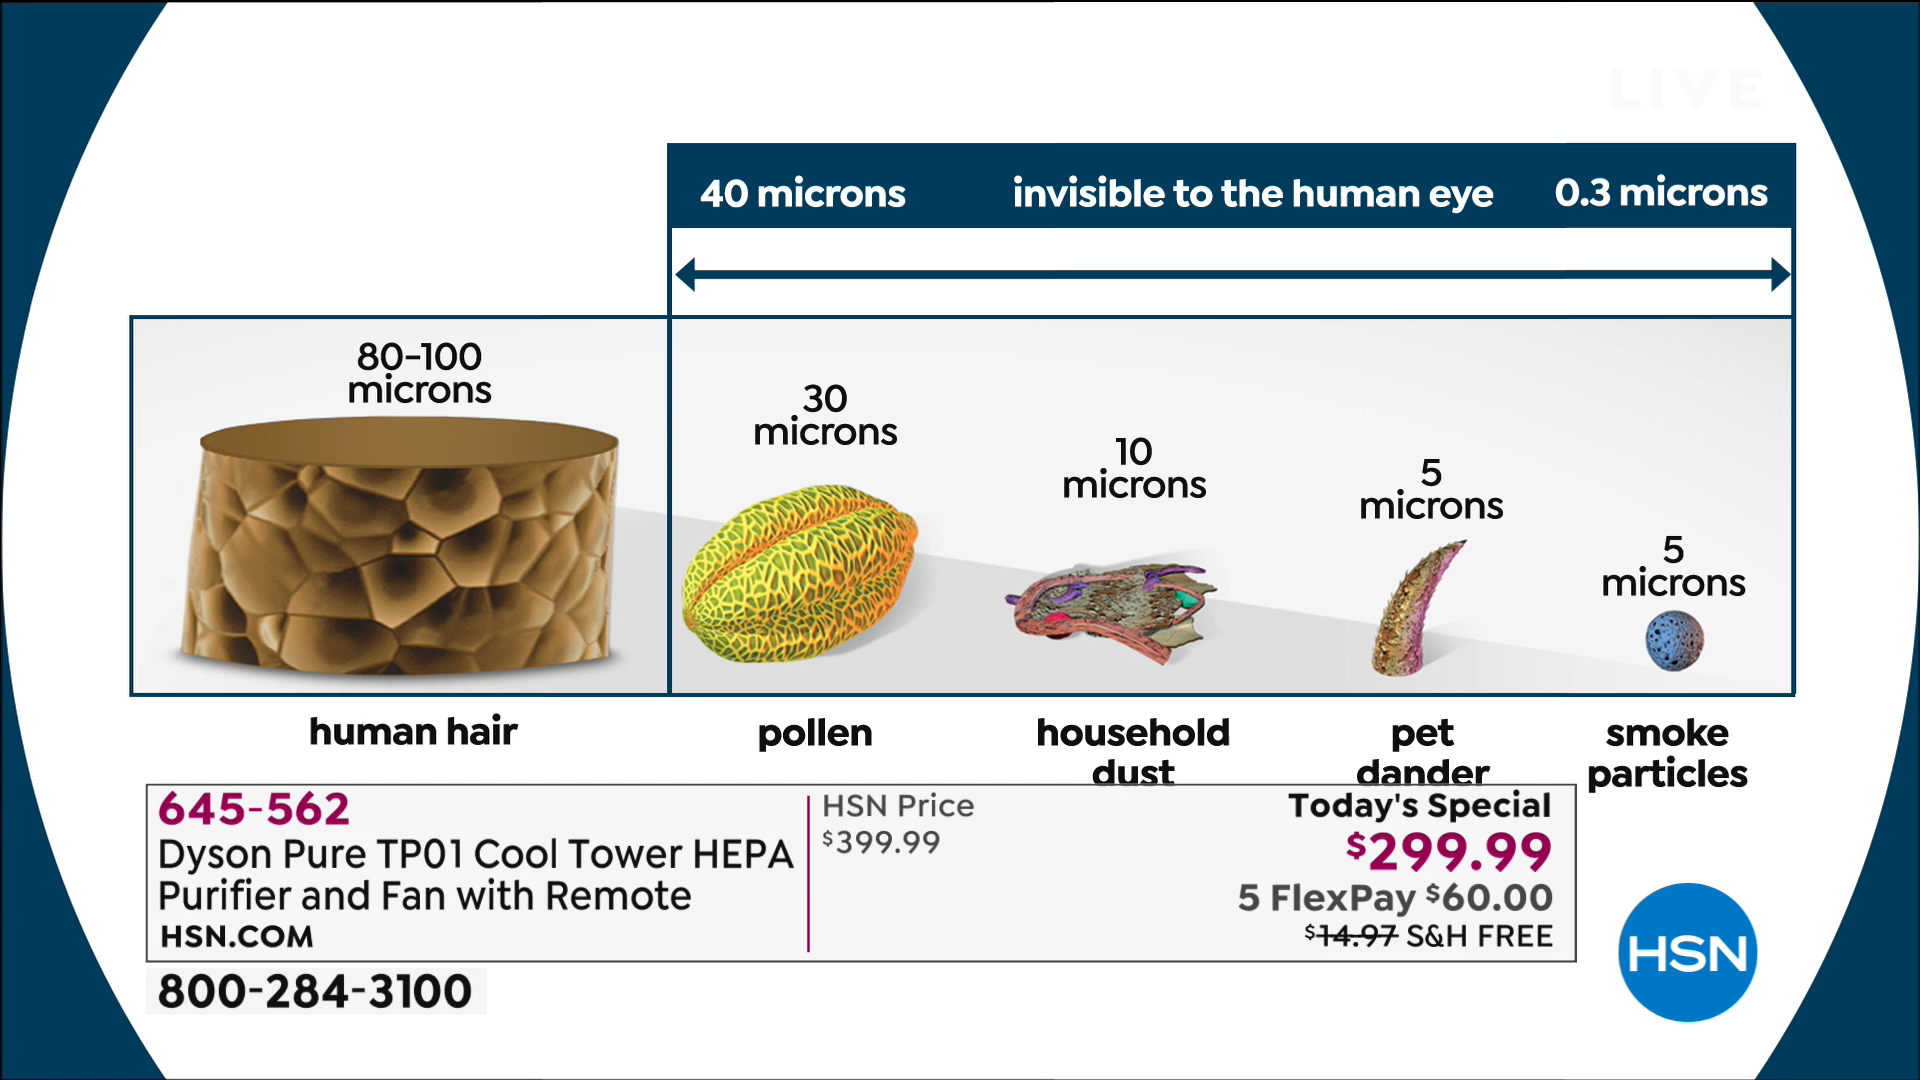 LIVE
40 microns invisible to the human eye 0.3 microns
80-100
microns
30
microns
10
microns
5
microns
5
microns
human hair
pollen
household
dust
pet
dander
smoke
particles
645-562
Dyson Pure TP01 Cool Tower HEPA
Purifier and Fan with Remote
HSN.COM
HSN Price
$399.99
Today's Special
$299.99
5 FlexPay $60.00
$14.97 S&H FREE
800-284-3100
HSN